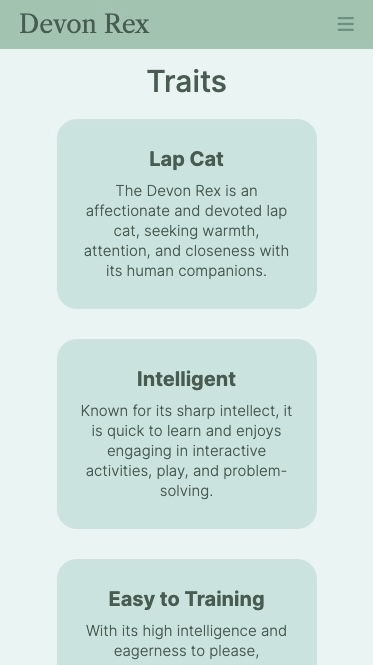 Devon Rex
Traits
Lap Cat
The Devon Rex is an
affectionate and devoted lap
cat, seeking warmth,
attention, and closeness with
its human companions.
Intelligent
Known for its sharp intellect, it
is quick to learn and enjoys
engaging in interactive
activities, play, and problem-
solving.
Easy to Training
With its high intelligence and
eagerness to please,